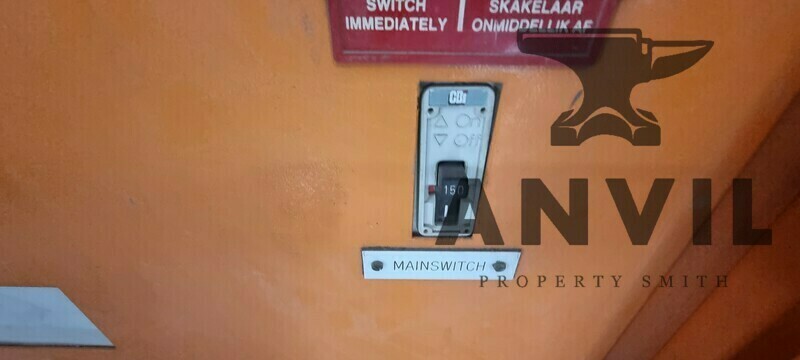 SWITCH
IMMEDIATELY
SKAKELAAR
ONMIDDELLIK AF
CBi
On
Off
150
MAINSWITCH
ANVIL
PROPERTY SMITH